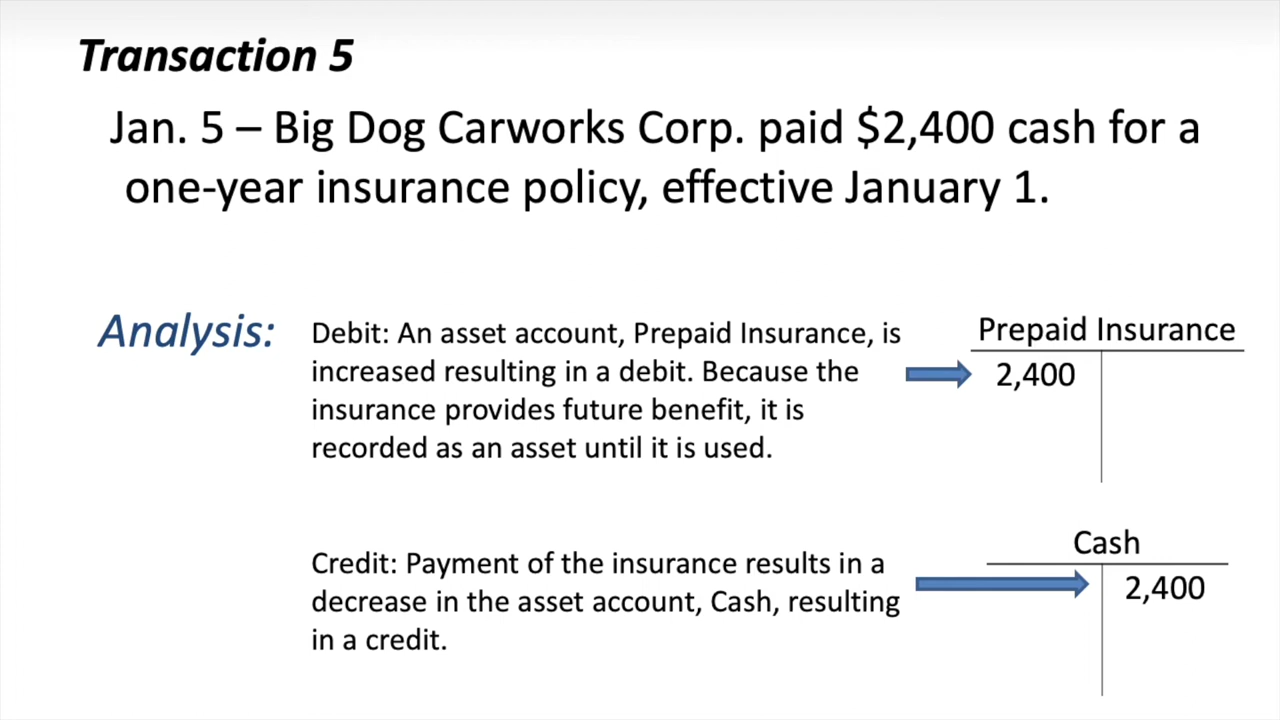 Transaction 5
Jan. 5 – Big Dog Carworks Corp. paid $2,400 cash for a
one-year insurance policy, effective January 1.
Analysis:
Debit: An asset account, Prepaid Insurance, is
increased resulting in a debit. Because the
insurance provides future benefit, it is
recorded as an asset until it is used.
Prepaid Insurance
2,400
Credit: Payment of the insurance results in a
decrease in the asset account, Cash, resulting
in a credit.
Cash
2,400